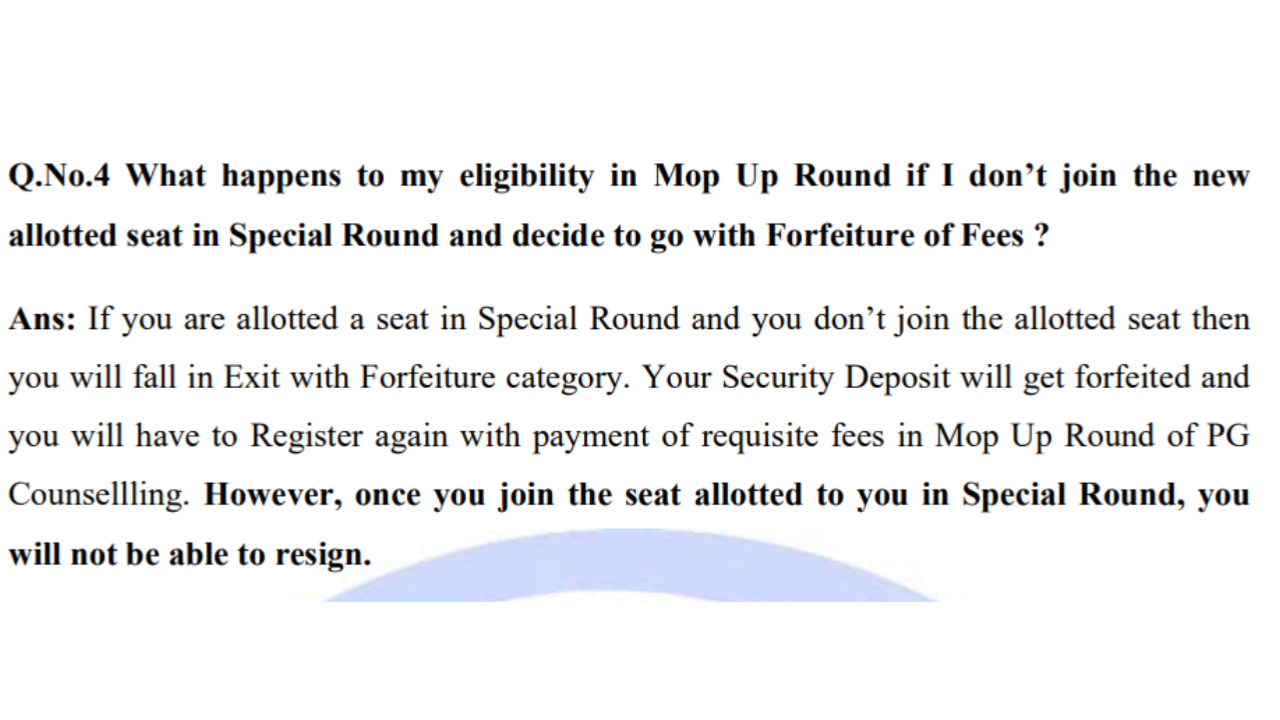 Q.No.4 What happens to my eligibility in Mop Up Round if I don’t join the new
allotted seat in Special Round and decide to go with Forfeiture of Fees ?
Ans: If you are allotted a seat in Special Round and you don’t join the allotted seat then
you will fall in Exit with Forfeiture category. Your Security Deposit will get forfeited and
you will have to Register again with payment of requisite fees in Mop Up Round of PG
Counsellling. However, once you join the seat allotted to you in Special Round, you
will not be able to resign.